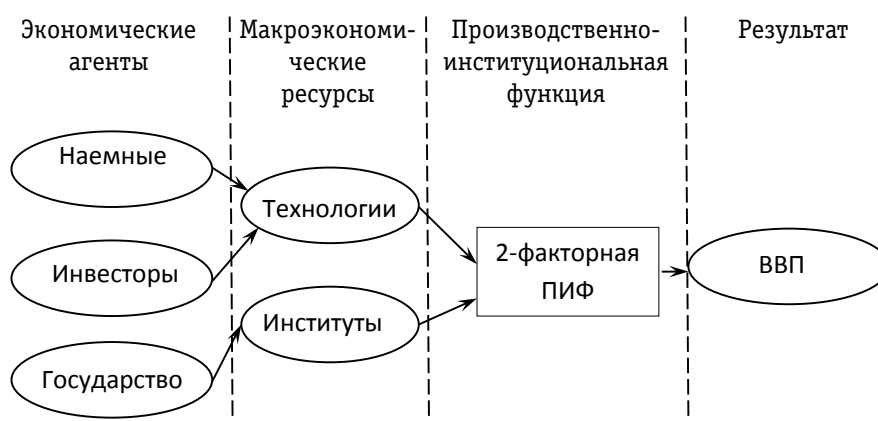 Экономические
агенты
Макроэкономи-
ческие
ресурсы
Производственно-
институциональная
функция
Результат
Наемные
Инвесторы
Государство
Технологии
Институты
2-факторная
ПИФ
ВВП